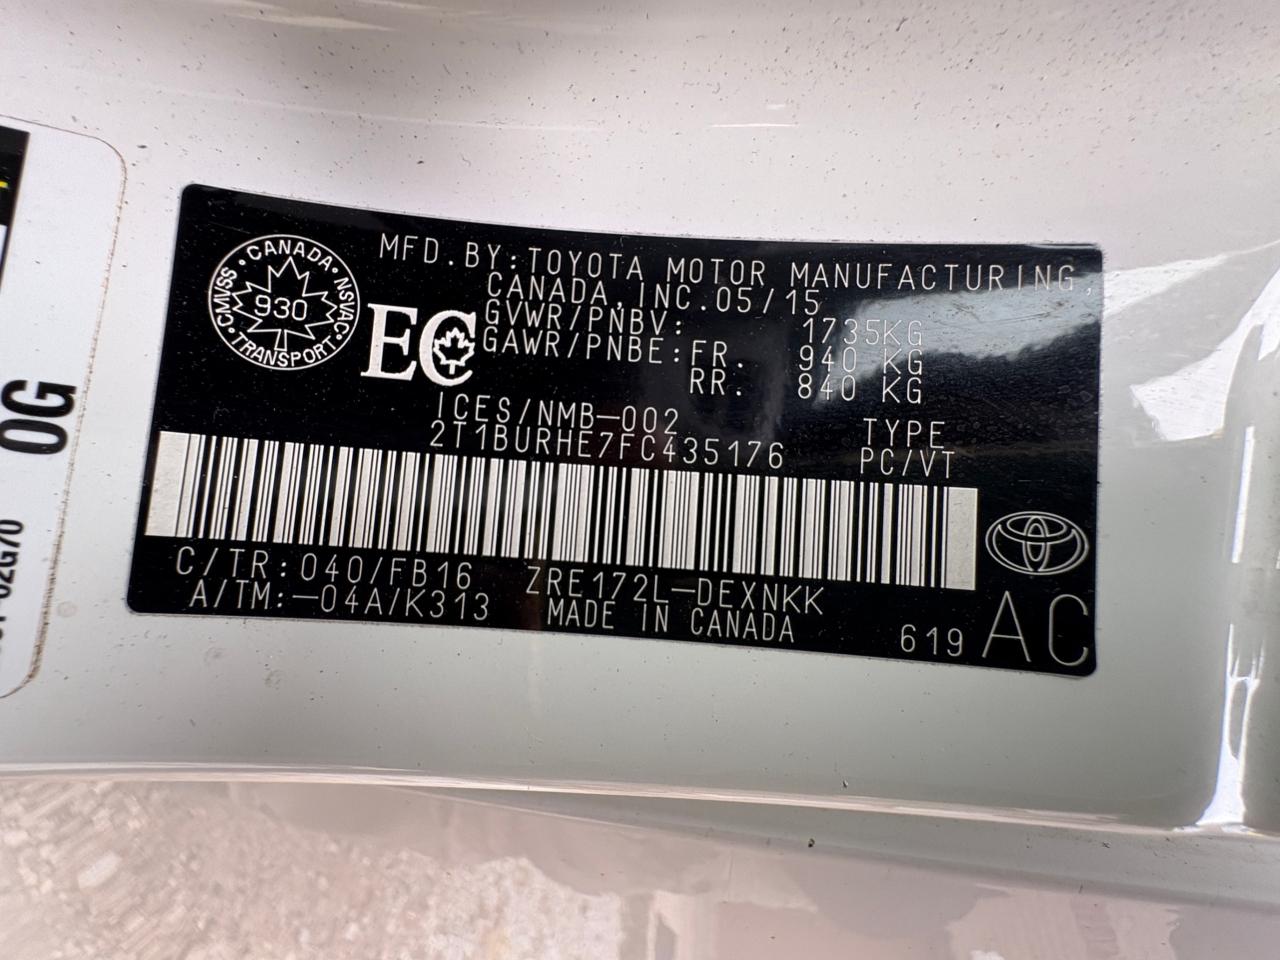 CANADA
930
CMVSS
NSVAC
TRANSPORT
MFD.BY:TOYOTA MOTOR MANUFACTURING,
CANADA,INC.05/15
EC
GVWR/PNBV: 1735KG
GAWR/PNBE:FR. 940 KG
RR. 840 KG
ICES/NMB-002
TYPE
2T1BURHE7FC435176
PC/VT
C/TR:040/FB16 ZRE172L-DEXNKK
A/TM:-04A/K313 MADE IN CANADA
619 AC
0G